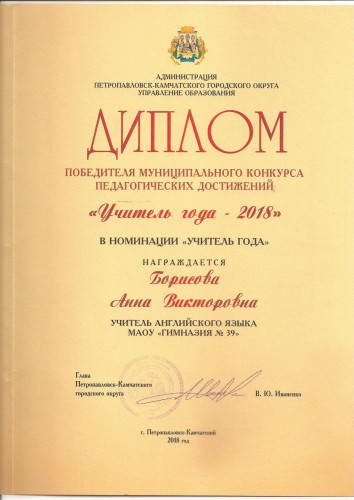 АДМИНИСТРАЦИЯ
ПЕТРОПАВЛОВСК-КАМЧАТСКОГО ГОРОДСКОГО ОКРУГА
УПРАВЛЕНИЕ ОБРАЗОВАНИЯ
ДИПЛОМ
ПОБЕДИТЕЛЯ МУНИЦИПАЛЬНОГО КОНКУРСА
ПЕДАГОГИЧЕСКИХ ДОСТИЖЕНИЙ
«Учитель года - 2018»
В НОМИНАЦИИ «УЧИТЕЛЬ ГОДА»
НАГРАЖДАЕТСЯ
Борисова
Анна Викторовна
УЧИТЕЛЬ АНГЛИЙСКОГО ЯЗЫКА
МАОУ «ГИМНАЗИЯ № 39»
Глава
Петропавловск-Камчатского
городского округа
В. Ю. Иваненко
г. Петропавловск-Камчатский
2018 год